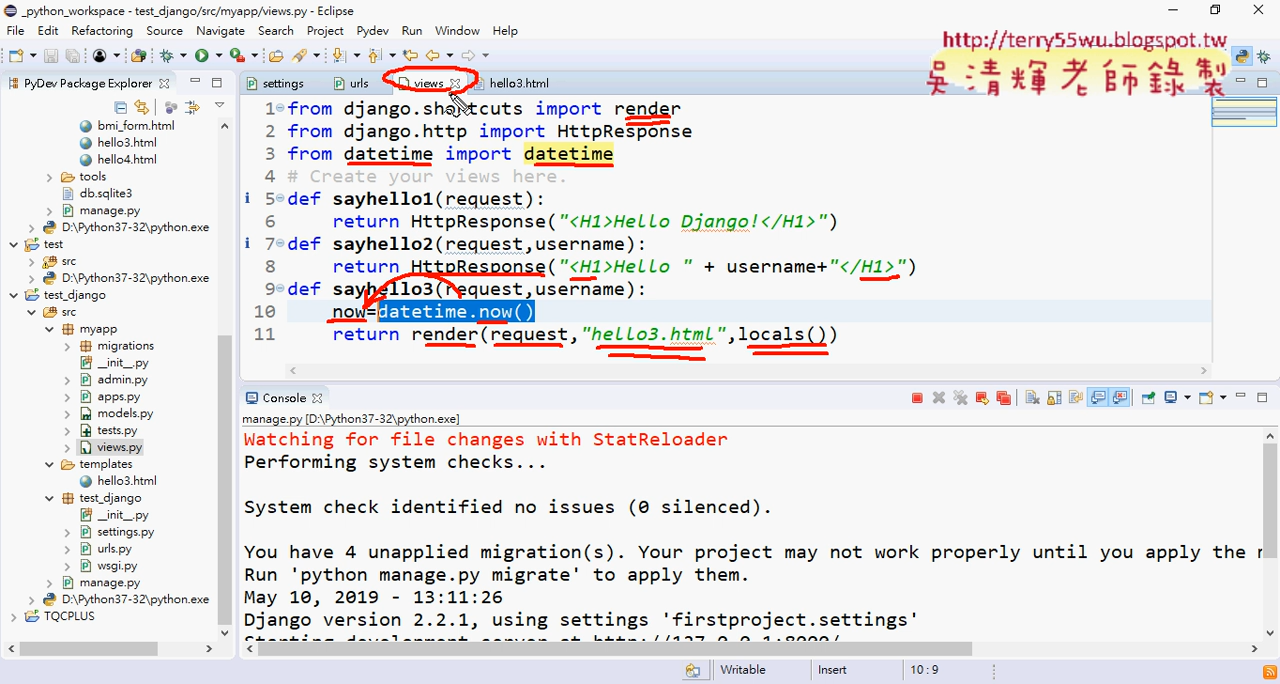 _python_workspace - test_django/src/myapp/views.py - Eclipse
File Edit Refactoring Source Navigate Search Project Pydev Run Window Help
http://terry55wu.blogspot.tw
吳清輝老師錄製
PyDev Package Explorer
bmi_form.html
hello3.html
hello4.html
tools
db.sqlite3
manage.py
D:\Python37-32\python.exe
test
src
D:\Python37-32\python.exe
test_django
src
myapp
migrations
__init__.py
admin.py
apps.py
models.py
tests.py
views.py
templates
hello3.html
test_django
__init__.py
settings.py
urls.py
wsgi.py
manage.py
D:\Python37-32\python.exe
TQCPLUS
settings urls views hello3.html
1 from django.shortcuts import render
2 from django.http import HttpResponse
3 from datetime import datetime
4 # Create your views here.
5 def sayhello1(request):
6 return HttpResponse("<H1>Hello Django!</H1>")
7 def sayhello2(request,username):
8 return HttpResponse("<H1>Hello " + username+"</H1>")
9 def sayhello3(request,username):
10 now=datetime.now()
11 return render(request,"hello3.html",locals())
Console
manage.py [D:\Python37-32\python.exe]
Watching for file changes with StatReloader
Performing system checks...
System check identified no issues (0 silenced).
You have 4 unapplied migration(s). Your project may not work properly until you apply the
Run 'python manage.py migrate' to apply them.
May 10, 2019 - 13:11:26
Django version 2.2.1, using settings 'firstproject.settings'
Starting development server at http://127.0.0.1:8000/
Writable Insert 10 : 9